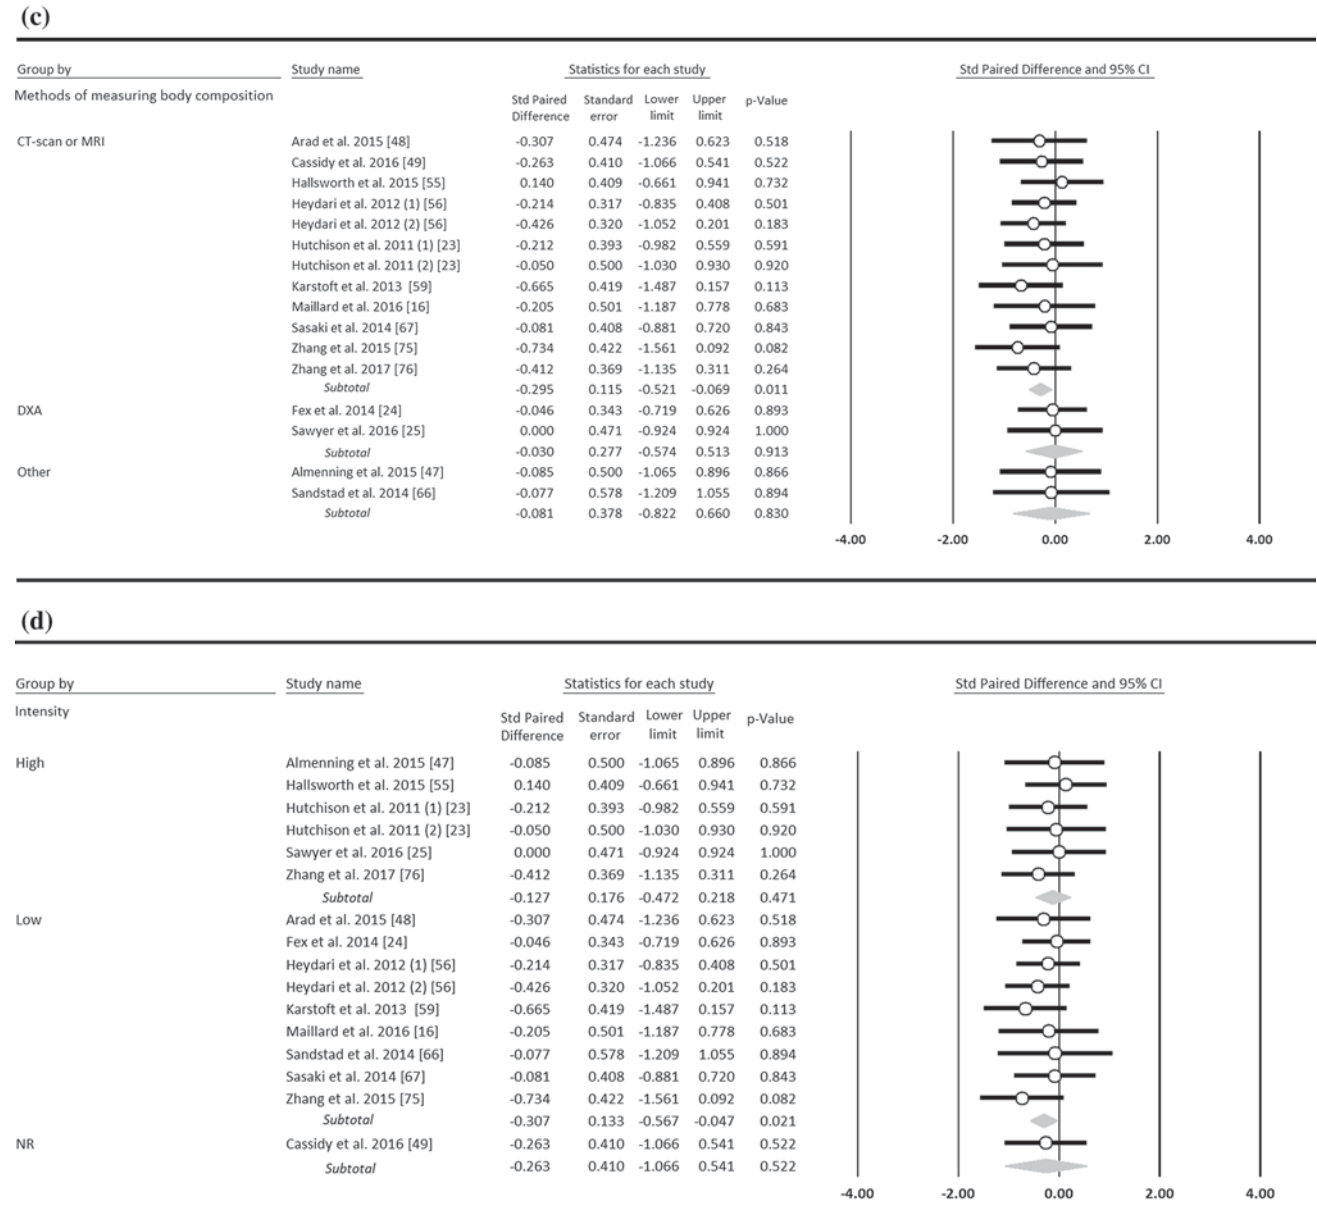 (c)
Group by Study name Statistics for each study Std Paired Difference and 95% CI
Methods of measuring body composition
Std Paired Difference Standard error Lower limit Upper limit p-Value
CT-scan or MRI Arad et al. 2015 [48] -0.307 0.474 -1.236 0.623 0.518
Cassidy et al. 2016 [49] -0.263 0.410 -1.066 0.541 0.522
Hallsworth et al. 2015 [55] 0.140 0.409 -0.661 0.941 0.732
Heydari et al. 2012 (1) [56] -0.214 0.317 -0.835 0.408 0.501
Heydari et al. 2012 (2) [56] -0.426 0.320 -1.052 0.201 0.183
Hutchison et al. 2011 (1) [23] -0.212 0.393 -0.982 0.559 0.591
Hutchison et al. 2011 (2) [23] -0.050 0.500 -1.030 0.930 0.920
Karstoft et al. 2013 [59] -0.665 0.419 -1.487 0.157 0.113
Maillard et al. 2016 [16] -0.205 0.501 -1.187 0.778 0.683
Sasaki et al. 2014 [67] -0.081 0.408 -0.881 0.720 0.843
Zhang et al. 2015 [75] -0.734 0.422 -1.561 0.092 0.082
Zhang et al. 2017 [76] -0.412 0.369 -1.135 0.311 0.264
Subtotal -0.295 0.115 -0.521 -0.069 0.011
DXA Fex et al. 2014 [24] -0.046 0.343 -0.719 0.626 0.893
Sawyer et al. 2016 [25] 0.000 0.471 -0.924 0.924 1.000
Subtotal -0.030 0.277 -0.574 0.513 0.913
Other Almenning et al. 2015 [47] -0.085 0.500 -1.065 0.896 0.866
Sandstad et al. 2014 [66] -0.077 0.578 -1.209 1.055 0.894
Subtotal -0.081 0.378 -0.822 0.660 0.830
-4.00 -2.00 0.00 2.00 4.00
(d)
Group by Study name Statistics for each study Std Paired Difference and 95% CI
Intensity
Std Paired Difference Standard error Lower limit Upper limit p-Value
High Almenning et al. 2015 [47] -0.085 0.500 -1.065 0.896 0.866
Hallsworth et al. 2015 [55] 0.140 0.409 -0.661 0.941 0.732
Hutchison et al. 2011 (1) [23] -0.212 0.393 -0.982 0.559 0.591
Hutchison et al. 2011 (2) [23] -0.050 0.500 -1.030 0.930 0.920
Sawyer et al. 2016 [25] 0.000 0.471 -0.924 0.924 1.000
Zhang et al. 2017 [76] -0.412 0.369 -1.135 0.311 0.264
Subtotal -0.127 0.176 -0.472 0.218 0.471
Low Arad et al. 2015 [48] -0.307 0.474 -1.236 0.623 0.518
Fex et al. 2014 [24] -0.046 0.343 -0.719 0.626 0.893
Heydari et al. 2012 (1) [56] -0.214 0.317 -0.835 0.408 0.501
Heydari et al. 2012 (2) [56] -0.426 0.320 -1.052 0.201 0.183
Karstoft et al. 2013 [59] -0.665 0.419 -1.487 0.157 0.113
Maillard et al. 2016 [16] -0.205 0.501 -1.187 0.778 0.683
Sandstad et al. 2014 [66] -0.077 0.578 -1.209 1.055 0.894
Sasaki et al. 2014 [67] -0.081 0.408 -0.881 0.720 0.843
Zhang et al. 2015 [75] -0.734 0.422 -1.561 0.092 0.082
Subtotal -0.307 0.133 -0.567 -0.047 0.021
NR Cassidy et al. 2016 [49] -0.263 0.410 -1.066 0.541 0.522
Subtotal -0.263 0.410 -1.066 0.541 0.522
-4.00 -2.00 0.00 2.00 4.00